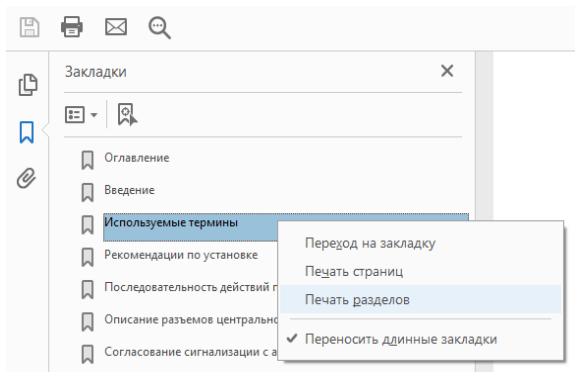 Закладки
Оглавление
Введение
Используемые термины
Рекомендации по установке
Последовательность действий
Описание разъемов
Согласование сигнализации с
Переход на закладку
Печать страниц
Печать разделов
Переносить длинные закладки